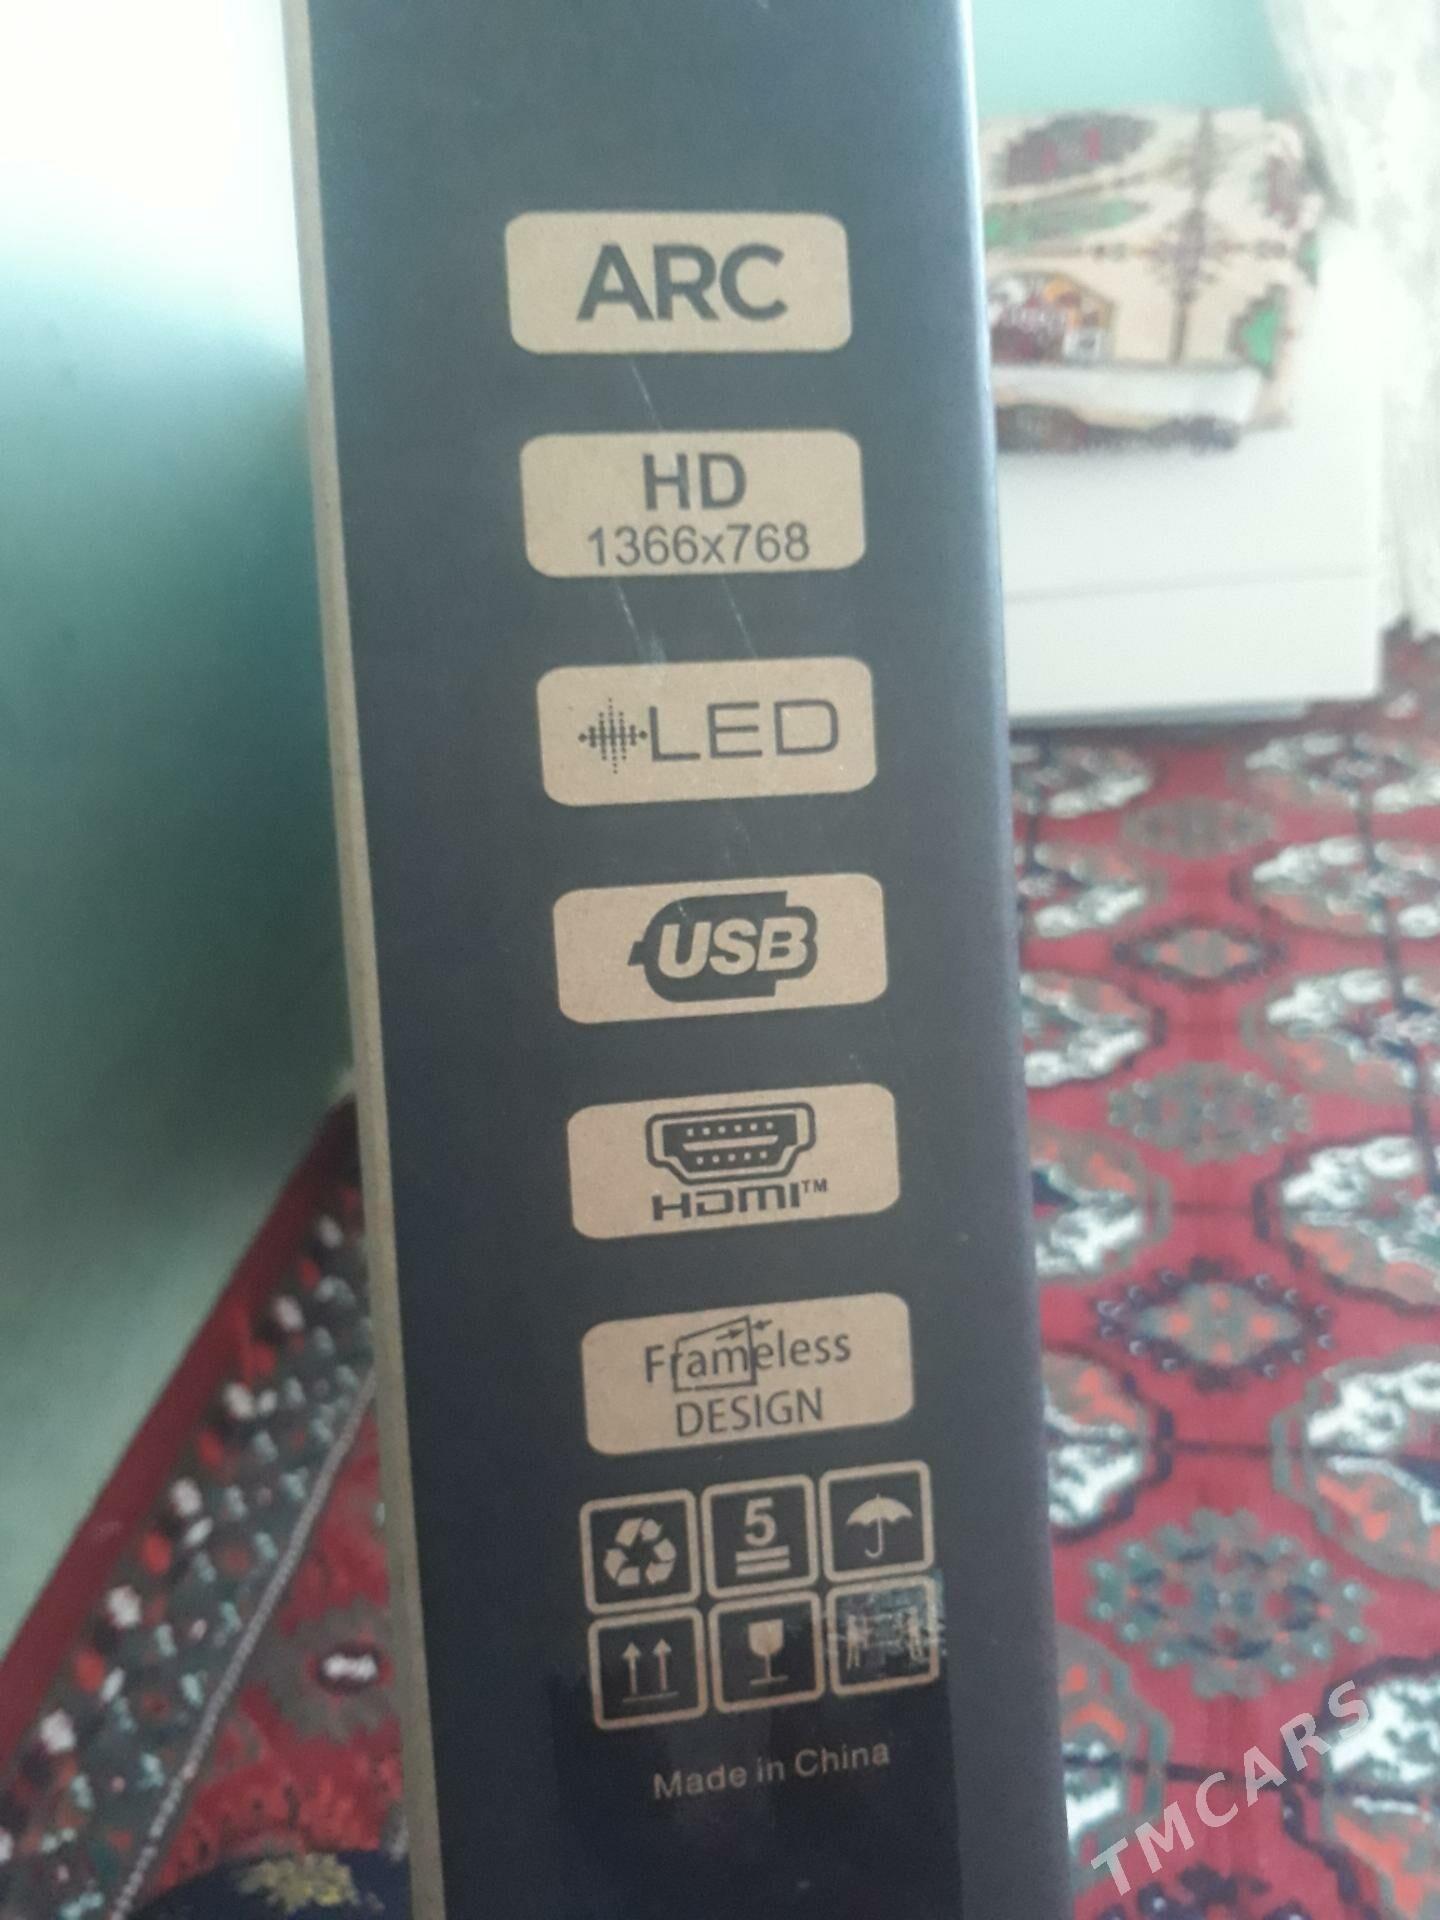 ARC
HD
1366x768
LED
USB
HDMI™
Frameless
DESIGN
5
Made in China
TMCARS